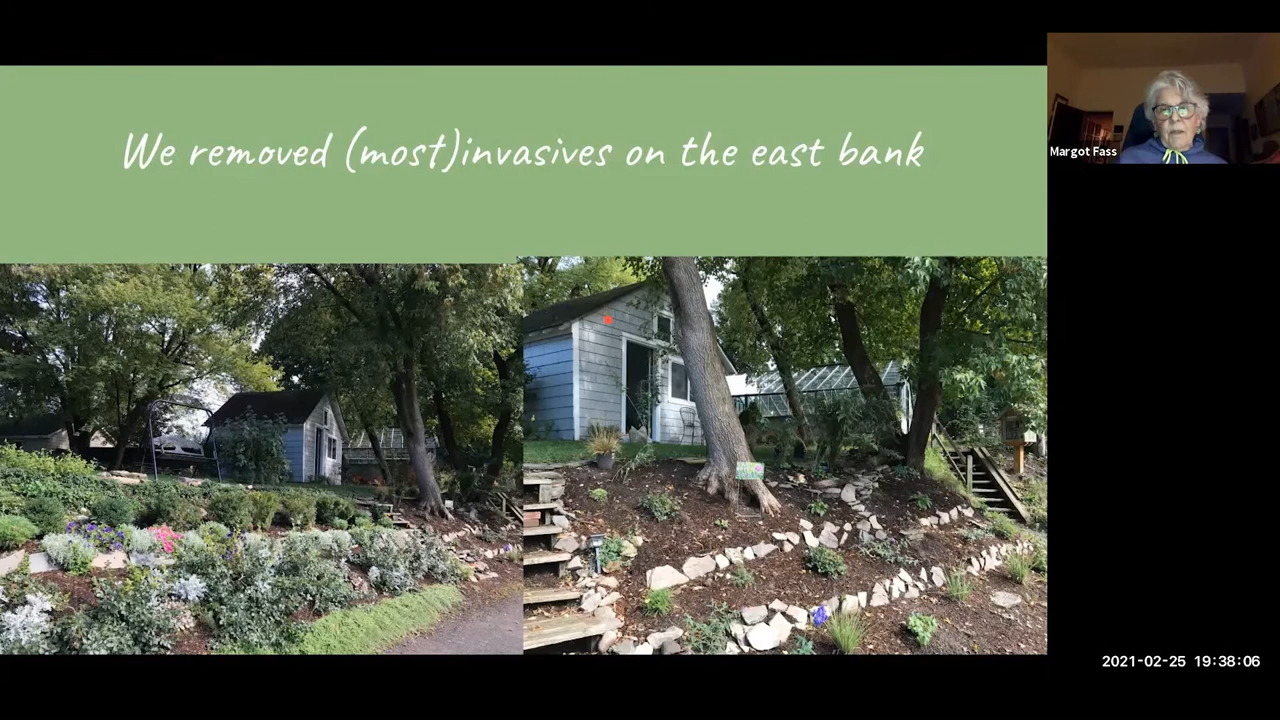 We removed (most)invasives on the east bank
Margot Fass
2021-02-25 19:38:06